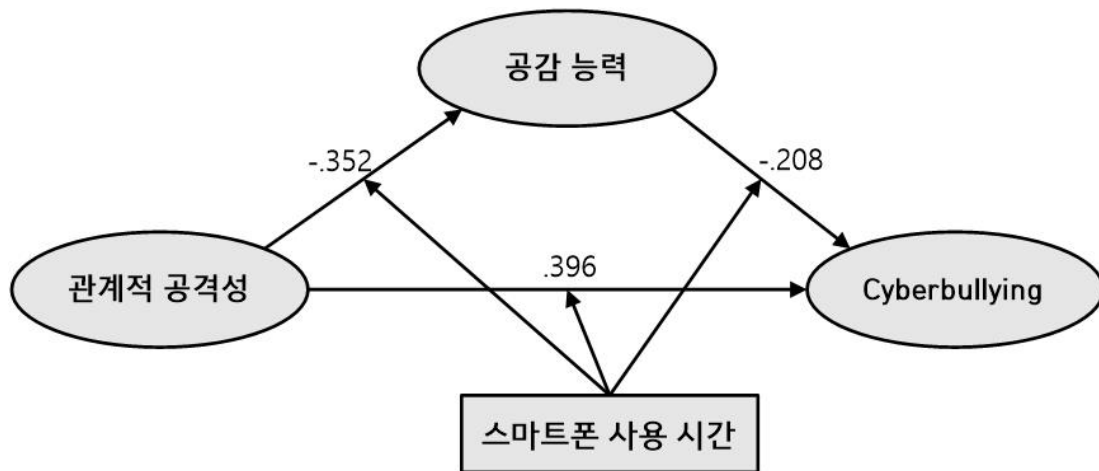 공감 능력
-.352
-.208
관계적 공격성
.396
Cyberbullying
스마트폰 사용 시간